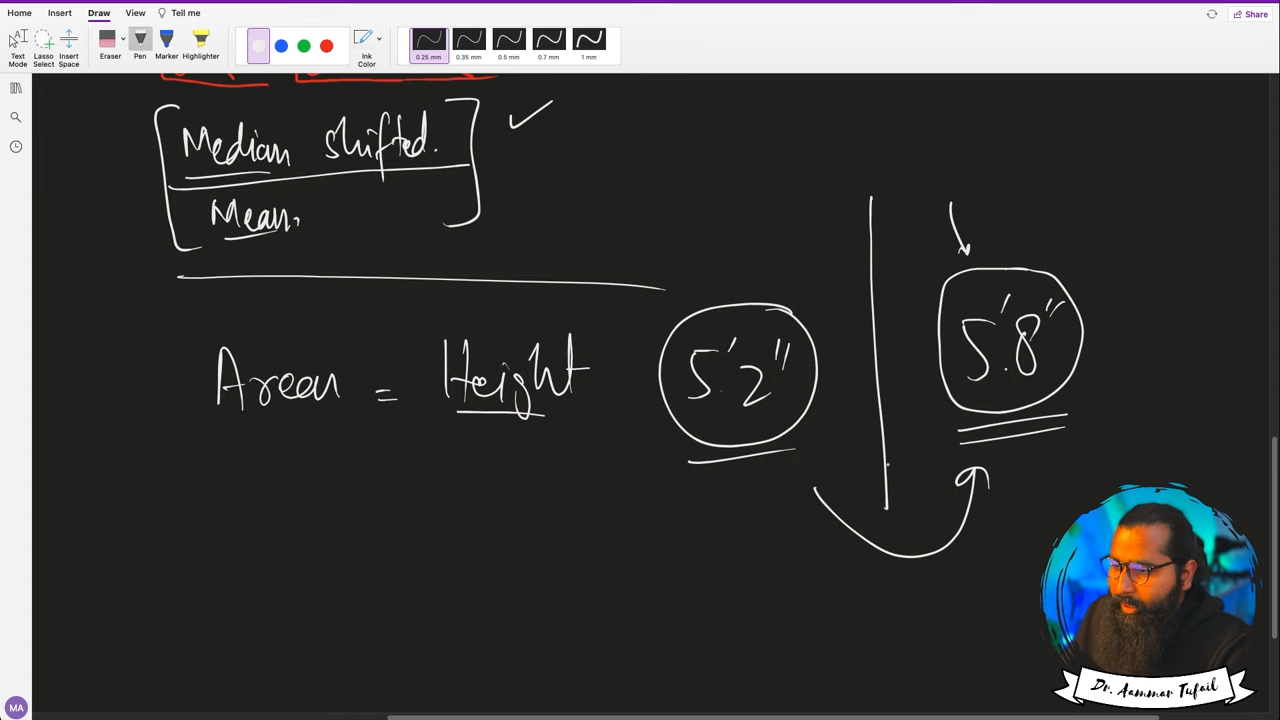 Home Insert Draw View Tell me
Share
Text Mode
Lasso Select
Insert Space
Eraser
Pen
Marker
Highlighter
Ink Color
0.25 mm
0.35 mm
0.5 mm
0.7 mm
1 mm
Median shifted.
Mean.
Areen = Height 5'2" 5'.8"
MA
Dr. Aammar Tufail